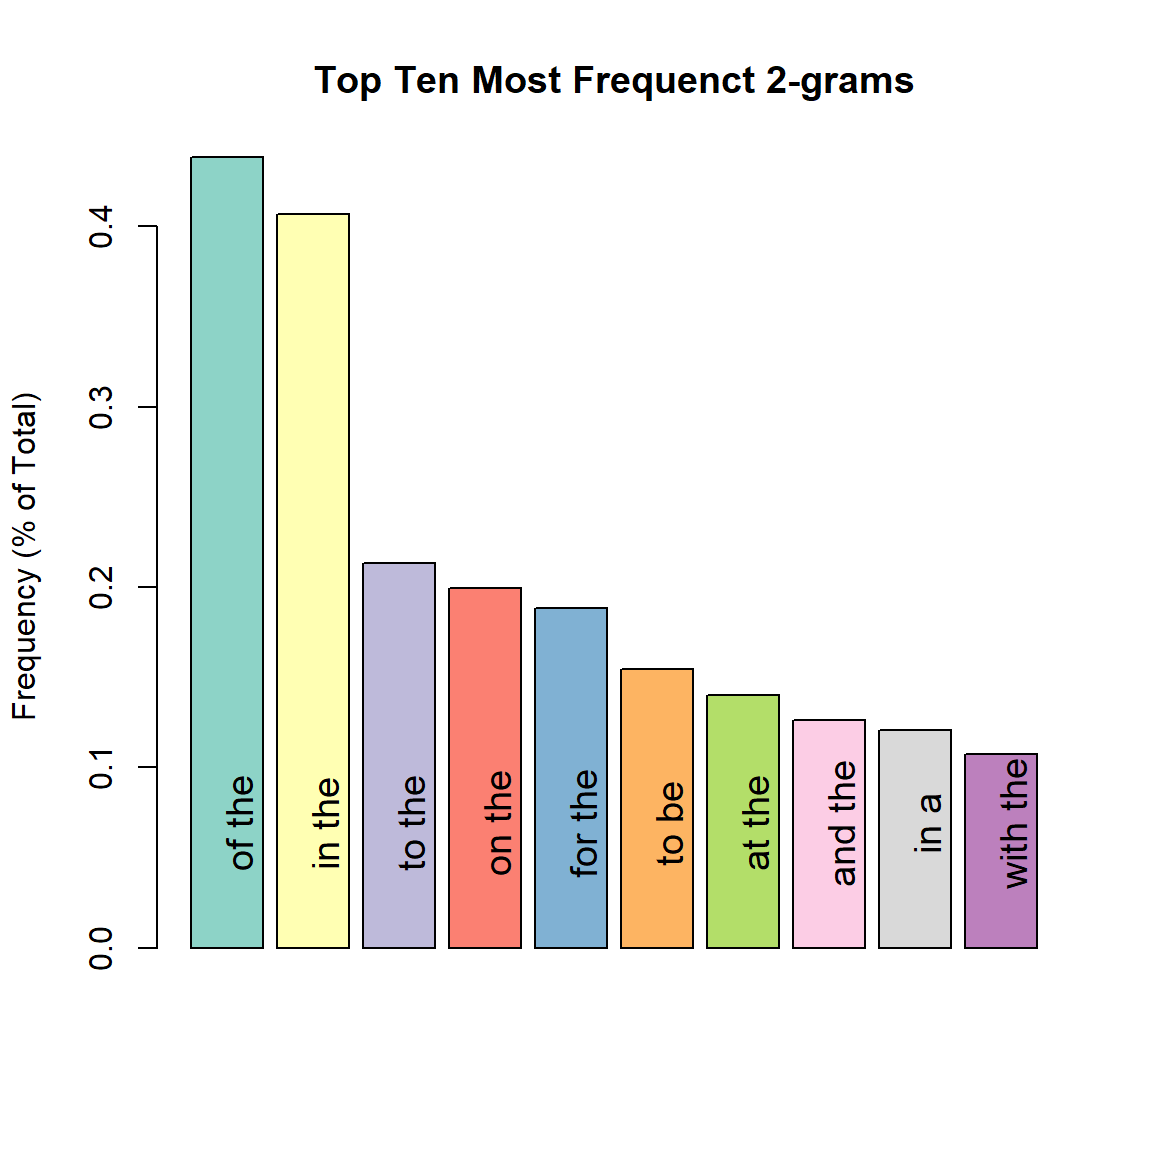 Top Ten Most Frequenct 2-grams
Frequency (% of Total)
0.4
0.3
0.2
0.1
0.0
of the
in the
to the
on the
for the
to be
at the
and the
in a
with the